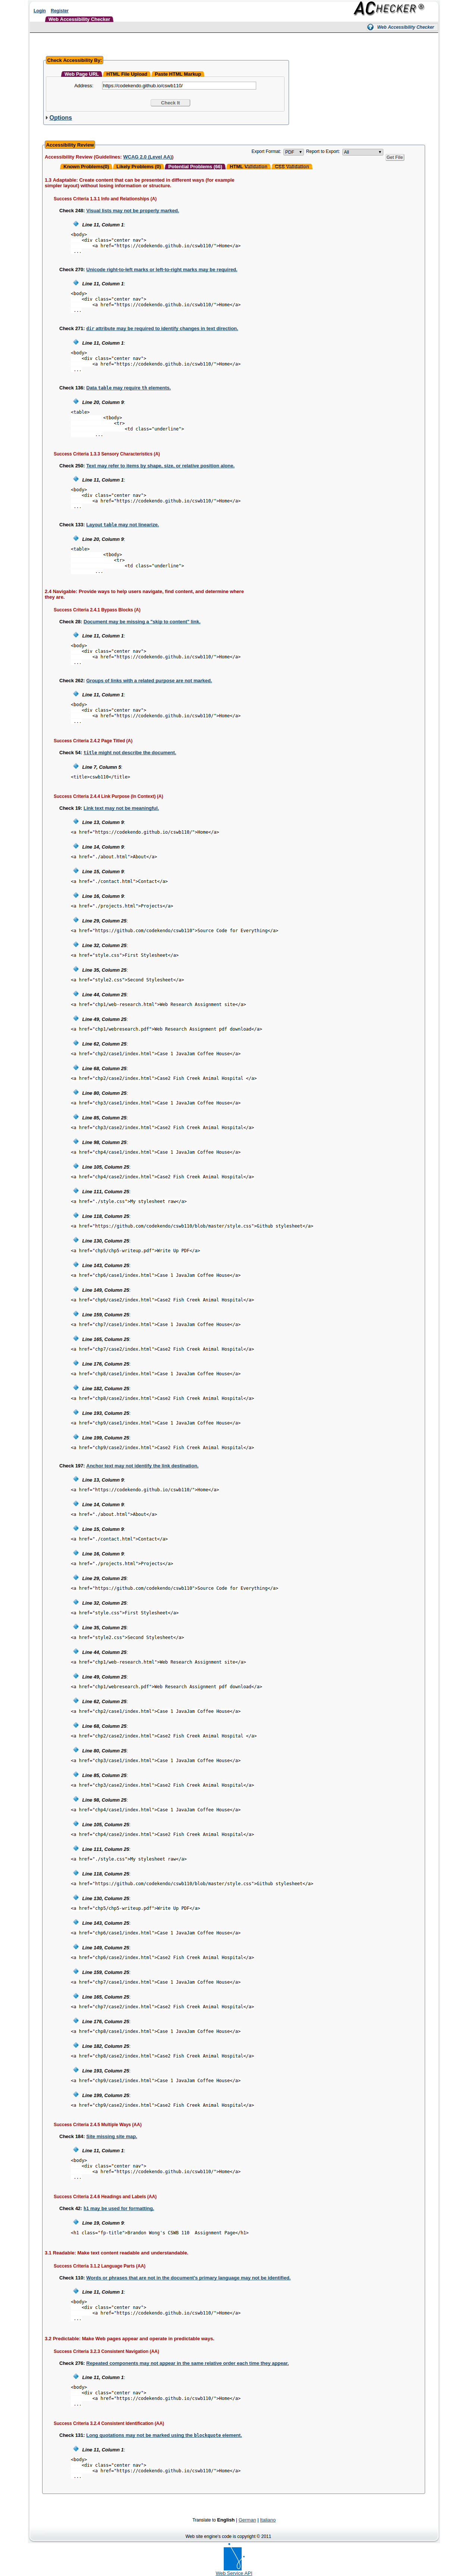 Login Register
ACHECKER®
Web Accessibility Checker
Web Accessibility Checker
Check Accessibility By:
Web Page URL HTML File Upload Paste HTML Markup
Address: https://codekendo.github.io/cswb110/
Check It
Options
Accessibility Review
Export Format: PDF Report to Export: All
Get File
Accessibility Review (Guidelines: WCAG 2.0 (Level AA))
Known Problems(0) Likely Problems (0) Potential Problems (66) HTML Validation CSS Validation
1.3 Adaptable: Create content that can be presented in different ways (for example
simpler layout) without losing information or structure.
Success Criteria 1.3.1 Info and Relationships (A)
Check 248: Visual lists may not be properly marked.
Line 11, Column 1:
<body>
<div class="center nav">
<a href="https://codekendo.github.io/cswb110/">Home</a>
...
Check 270: Unicode right-to-left marks or left-to-right marks may be required.
Line 11, Column 1:
<body>
<div class="center nav">
<a href="https://codekendo.github.io/cswb110/">Home</a>
...
Check 271: dir attribute may be required to identify changes in text direction.
Line 11, Column 1:
<body>
<div class="center nav">
<a href="https://codekendo.github.io/cswb110/">Home</a>
...
Check 136: Data table may require th elements.
Line 20, Column 9:
<table>
<tbody>
<tr>
<td class="underline">
...
Success Criteria 1.3.3 Sensory Characteristics (A)
Check 250: Text may refer to items by shape, size, or relative position alone.
Line 11, Column 1:
<body>
<div class="center nav">
<a href="https://codekendo.github.io/cswb110/">Home</a>
...
Check 133: Layout table may not linearize.
Line 20, Column 9:
<table>
<tbody>
<tr>
<td class="underline">
...
2.4 Navigable: Provide ways to help users navigate, find content, and determine where
they are.
Success Criteria 2.4.1 Bypass Blocks (A)
Check 28: Document may be missing a "skip to content" link.
Line 11, Column 1:
<body>
<div class="center nav">
<a href="https://codekendo.github.io/cswb110/">Home</a>
...
Check 262: Groups of links with a related purpose are not marked.
Line 11, Column 1:
<body>
<div class="center nav">
<a href="https://codekendo.github.io/cswb110/">Home</a>
...
Success Criteria 2.4.2 Page Titled (A)
Check 54: title might not describe the document.
Line 7, Column 5:
<title>cswb110</title>
Success Criteria 2.4.4 Link Purpose (In Context) (A)
Check 19: Link text may not be meaningful.
Line 13, Column 9:
<a href="https://codekendo.github.io/cswb110/">Home</a>
Line 14, Column 9:
<a href="./about.html">About</a>
Line 15, Column 9:
<a href="./contact.html">Contact</a>
Line 16, Column 9:
<a href="./projects.html">Projects</a>
Line 29, Column 25:
<a href="https://github.com/codekendo/cswb110">Source Code for Everything</a>
Line 32, Column 25:
<a href="style.css">First Stylesheet</a>
Line 35, Column 25:
<a href="style2.css">Second Stylesheet</a>
Line 44, Column 25:
<a href="chp1/web-research.html">Web Research Assignment site</a>
Line 49, Column 25:
<a href="chp1/webresearch.pdf">Web Research Assignment pdf download</a>
Line 62, Column 25:
<a href="chp2/case1/index.html">Case 1 JavaJam Coffee House</a>
Line 68, Column 25:
<a href="chp2/case2/index.html">Case2 Fish Creek Animal Hospital </a>
Line 80, Column 25:
<a href="chp3/case1/index.html">Case 1 JavaJam Coffee House</a>
Line 85, Column 25:
<a href="chp3/case2/index.html">Case2 Fish Creek Animal Hospital</a>
Line 98, Column 25:
<a href="chp4/case1/index.html">Case 1 JavaJam Coffee House</a>
Line 105, Column 25:
<a href="chp4/case2/index.html">Case2 Fish Creek Animal Hospital</a>
Line 111, Column 25:
<a href="./style.css">My stylesheet raw</a>
Line 118, Column 25:
<a href="https://github.com/codekendo/cswb110/blob/master/style.css">Github stylesheet</a>
Line 130, Column 25:
<a href="chp5/chp5-writeup.pdf">Write Up PDF</a>
Line 143, Column 25:
<a href="chp6/case1/index.html">Case 1 JavaJam Coffee House</a>
Line 149, Column 25:
<a href="chp6/case2/index.html">Case2 Fish Creek Animal Hospital</a>
Line 159, Column 25:
<a href="chp7/case1/index.html">Case 1 JavaJam Coffee House</a>
Line 165, Column 25:
<a href="chp7/case2/index.html">Case2 Fish Creek Animal Hospital</a>
Line 176, Column 25:
<a href="chp8/case1/index.html">Case 1 JavaJam Coffee House</a>
Line 182, Column 25:
<a href="chp8/case2/index.html">Case2 Fish Creek Animal Hospital</a>
Line 193, Column 25:
<a href="chp9/case1/index.html">Case 1 JavaJam Coffee House</a>
Line 199, Column 25:
<a href="chp9/case2/index.html">Case2 Fish Creek Animal Hospital</a>
Check 197: Anchor text may not identify the link destination.
Line 13, Column 9:
<a href="https://codekendo.github.io/cswb110/">Home</a>
Line 14, Column 9:
<a href="./about.html">About</a>
Line 15, Column 9:
<a href="./contact.html">Contact</a>
Line 16, Column 9:
<a href="./projects.html">Projects</a>
Line 29, Column 25:
<a href="https://github.com/codekendo/cswb110">Source Code for Everything</a>
Line 32, Column 25:
<a href="style.css">First Stylesheet</a>
Line 35, Column 25:
<a href="style2.css">Second Stylesheet</a>
Line 44, Column 25:
<a href="chp1/web-research.html">Web Research Assignment site</a>
Line 49, Column 25:
<a href="chp1/webresearch.pdf">Web Research Assignment pdf download</a>
Line 62, Column 25:
<a href="chp2/case1/index.html">Case 1 JavaJam Coffee House</a>
Line 68, Column 25:
<a href="chp2/case2/index.html">Case2 Fish Creek Animal Hospital </a>
Line 80, Column 25:
<a href="chp3/case1/index.html">Case 1 JavaJam Coffee House</a>
Line 85, Column 25:
<a href="chp3/case2/index.html">Case2 Fish Creek Animal Hospital</a>
Line 98, Column 25:
<a href="chp4/case1/index.html">Case 1 JavaJam Coffee House</a>
Line 105, Column 25:
<a href="chp4/case2/index.html">Case2 Fish Creek Animal Hospital</a>
Line 111, Column 25:
<a href="./style.css">My stylesheet raw</a>
Line 118, Column 25:
<a href="https://github.com/codekendo/cswb110/blob/master/style.css">Github stylesheet</a>
Line 130, Column 25:
<a href="chp5/chp5-writeup.pdf">Write Up PDF</a>
Line 143, Column 25:
<a href="chp6/case1/index.html">Case 1 JavaJam Coffee House</a>
Line 149, Column 25:
<a href="chp6/case2/index.html">Case2 Fish Creek Animal Hospital</a>
Line 159, Column 25:
<a href="chp7/case1/index.html">Case 1 JavaJam Coffee House</a>
Line 165, Column 25:
<a href="chp7/case2/index.html">Case2 Fish Creek Animal Hospital</a>
Line 176, Column 25:
<a href="chp8/case1/index.html">Case 1 JavaJam Coffee House</a>
Line 182, Column 25:
<a href="chp8/case2/index.html">Case2 Fish Creek Animal Hospital</a>
Line 193, Column 25:
<a href="chp9/case1/index.html">Case 1 JavaJam Coffee House</a>
Line 199, Column 25:
<a href="chp9/case2/index.html">Case2 Fish Creek Animal Hospital</a>
Success Criteria 2.4.5 Multiple Ways (AA)
Check 184: Site missing site map.
Line 11, Column 1:
<body>
<div class="center nav">
<a href="https://codekendo.github.io/cswb110/">Home</a>
...
Success Criteria 2.4.6 Headings and Labels (AA)
Check 42: h1 may be used for formatting.
Line 19, Column 9:
<h1 class="fp-title">Brandon Wong's CSWB 110 Assignment Page</h1>
3.1 Readable: Make text content readable and understandable.
Success Criteria 3.1.2 Language Parts (AA)
Check 110: Words or phrases that are not in the document's primary language may not be identified.
Line 11, Column 1:
<body>
<div class="center nav">
<a href="https://codekendo.github.io/cswb110/">Home</a>
...
3.2 Predictable: Make Web pages appear and operate in predictable ways.
Success Criteria 3.2.3 Consistent Navigation (AA)
Check 276: Repeated components may not appear in the same relative order each time they appear.
Line 11, Column 1:
<body>
<div class="center nav">
<a href="https://codekendo.github.io/cswb110/">Home</a>
...
Success Criteria 3.2.4 Consistent Identification (AA)
Check 131: Long quotations may not be marked using the blockquote element.
Line 11, Column 1:
<body>
<div class="center nav">
<a href="https://codekendo.github.io/cswb110/">Home</a>
...
Translate to English | German | Italiano
Web site engine's code is copyright © 2011
Web Service API